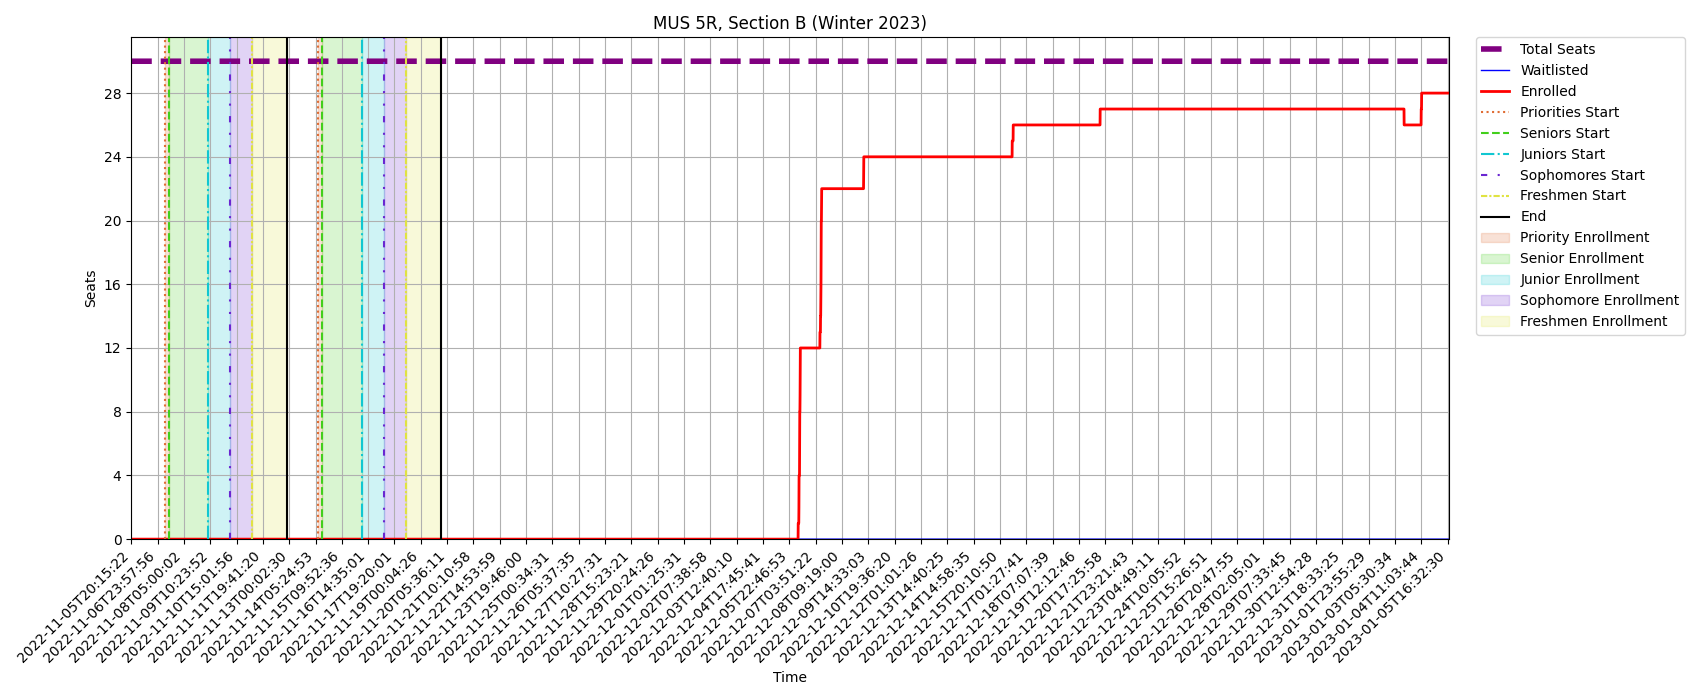 MUS 5R, Section B (Winter 2023)
Total Seats
Waitlisted
Enrolled
Priorities Start
Seniors Start
Juniors Start
Sophomores Start
Freshmen Start
End
Priority Enrollment
Senior Enrollment
Junior Enrollment
Sophomore Enrollment
Freshmen Enrollment
Seats
28
24
20
16
12
8
4
0
2022-11-05T20:15:22
2022-11-06T23:57:56
2022-11-08T05:00:02
2022-11-09T10:23:52
2022-11-10T15:01:56
2022-11-11T19:41:20
2022-11-13T00:02:30
2022-11-14T05:24:53
2022-11-15T09:52:36
2022-11-16T14:35:01
2022-11-17T19:20:01
2022-11-19T00:04:26
2022-11-20T05:36:11
2022-11-21T10:10:58
2022-11-22T14:53:59
2022-11-23T19:46:00
2022-11-25T00:34:31
2022-11-26T05:37:35
2022-11-27T10:27:31
2022-11-28T15:23:21
2022-11-29T20:24:26
2022-12-01T01:25:31
2022-12-02T07:38:58
2022-12-03T12:40:10
2022-12-04T17:45:41
2022-12-05T22:46:53
2022-12-07T03:51:22
2022-12-08T09:19:00
2022-12-09T14:33:03
2022-12-10T19:36:20
2022-12-12T01:01:26
2022-12-13T14:40:25
2022-12-14T14:58:35
2022-12-15T20:10:50
2022-12-17T01:27:41
2022-12-18T07:07:39
2022-12-19T12:12:46
2022-12-20T17:25:58
2022-12-21T23:21:43
2022-12-23T04:49:11
2022-12-24T10:05:52
2022-12-25T15:26:51
2022-12-26T20:47:55
2022-12-28T02:05:01
2022-12-29T07:33:45
2022-12-30T12:54:28
2022-12-31T18:33:25
2023-01-01T23:55:29
2023-01-03T05:30:34
2023-01-04T11:03:44
2023-01-05T16:32:30
Time